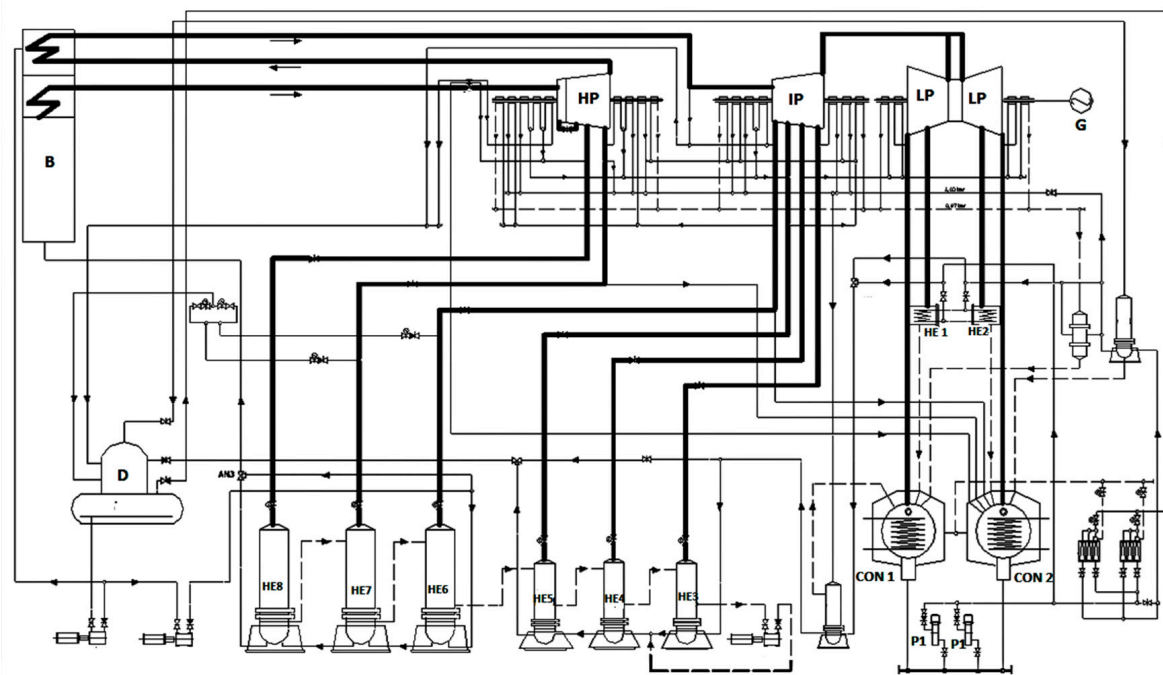 HP
IP
LP
LP
G
B
HE 1
HE2
D
AN3
HE8
HE7
HE6
HE5
HE4
HE3
CON 1
CON 2
P1
P1